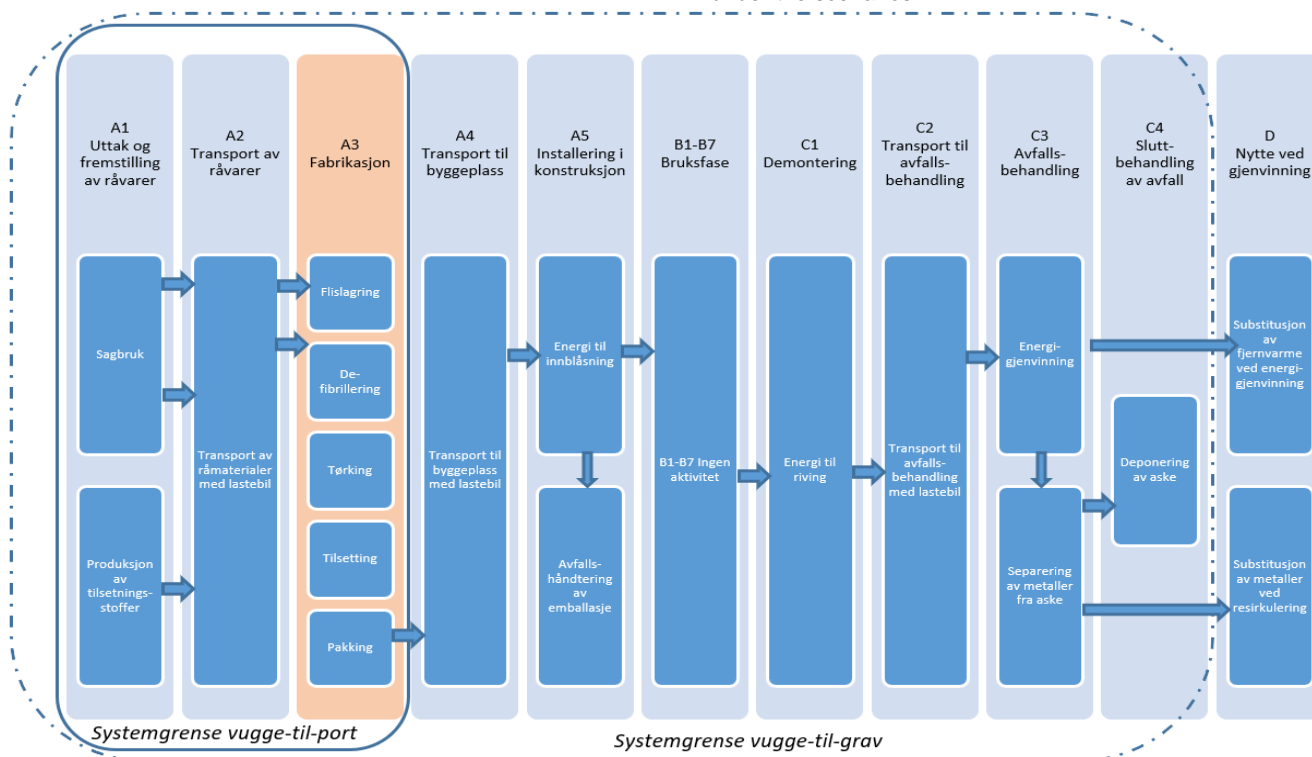 A1
Uttak og
fremstilling
av råvarer
A2
Transport av
råvarer
A3
Fabrikasjon
A4
Transport til
byggeplass
A5
Installering i
konstruksjon
B1-B7
Bruksfase
C1
Demontering
C2
Transport til
avfalls-
behandling
C3
Avfalls-
behandling
C4
Slutt-
behandling
av avfall
D
Nytte ved
gjenvinning
Sagbruk
Produksjon
av
tilsetnings-
stoffer
Transport av
råmaterialer
med lastebil
Flislagring
De-
fibrillering
Tørking
Tilsetting
Pakking
Transport til
byggeplass
med lastebil
Energi til
innblåsning
Avfalls-
håndtering
av
emballasje
B1-B7 Ingen
aktivitet
Energi til
riving
Transport til
avfalls-
behandling
med lastebil
Energi-
gjenvinning
Separering
av metaller
fra aske
Deponering
av aske
Substitusjon
av
fjernvarme
ved energi-
gjenvinning
Substitusjon
av metaller
ved
resirkulering
Systemgrense vugge-til-port
Systemgrense vugge-til-grav